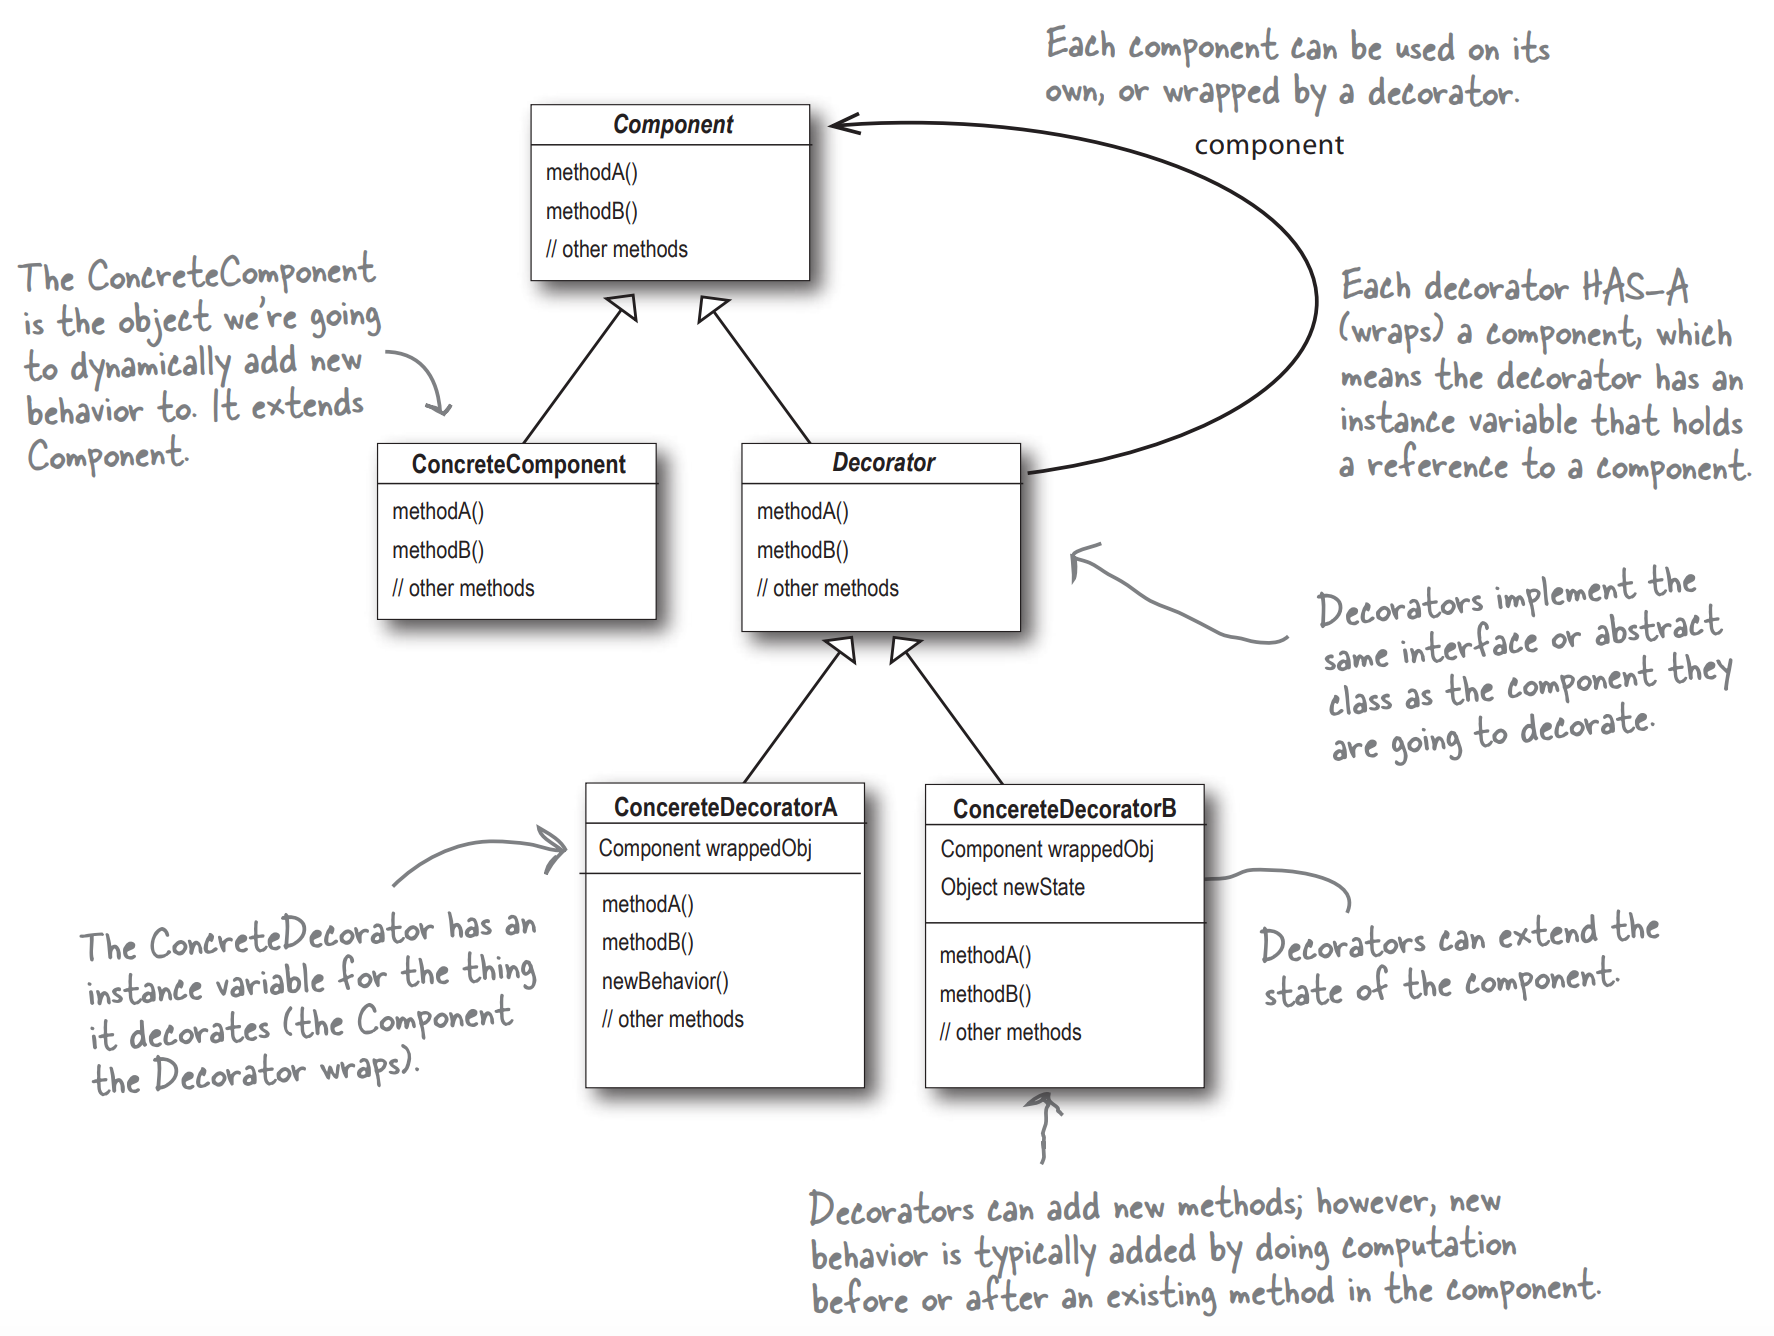 Each component can be used on its
own, or wrapped by a decorator.
component
Component
methodA()
methodB()
// other methods
The ConcreteComponent
is the object we're going
to dynamically add new
behavior to. It extends
Component.
Each decorator HAS-A
(wraps) a component, which
means the decorator has an
instance variable that holds
a reference to a component.
ConcreteComponent
methodA()
methodB()
// other methods
Decorator
methodA()
methodB()
// other methods
Decorators implement the
same interface or abstract
class as the component they
are going to decorate.
ConcereteDecoratorA
Component wrappedObj
methodA()
methodB()
newBehavior()
// other methods
ConcereteDecoratorB
Component wrappedObj
Object newState
methodA()
methodB()
// other methods
The ConcreteDecorator has an
instance variable for the thing
it decorates (the Component
the Decorator wraps).
Decorators can extend the
state of the component.
Decorators can add new methods; however, new
behavior is typically added by doing computation
before or after an existing method in the component.